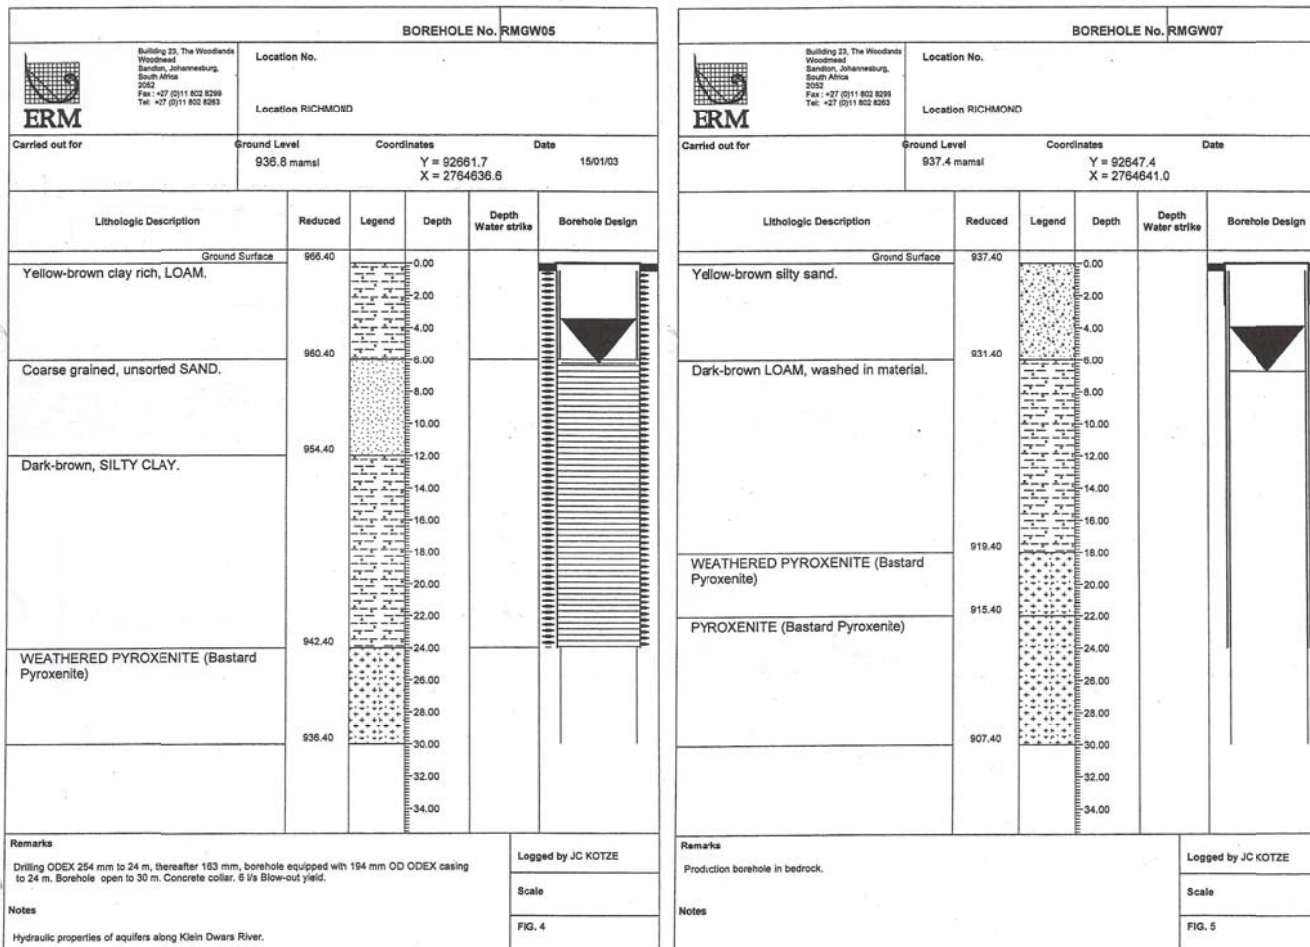 BOREHOLE No. RMGW05
ERM
Building 23, The Woodlands
Woodmead
Sandton, Johannesburg,
South Africa
2052
Fax : +27 (0)11 802 8299
Tel: +27 (0)11 802 8263
Location No.
Location RICHMOND
Carried out for
Ground Level
936.8 mamsl
Coordinates
Y = 92661.7
X = 2764636.6
Date
15/01/03
Lithologic Description
Reduced
Legend
Depth
Depth
Water strike
Borehole Design
Ground Surface
966.40
0.00
Yellow-brown clay rich, LOAM.
2.00
4.00
960.40
6.00
Coarse grained, unsorted SAND.
8.00
10.00
954.40
12.00
Dark-brown, SILTY CLAY.
14.00
16.00
18.00
20.00
22.00
942.40
24.00
WEATHERED PYROXENITE (Bastard
Pyroxenite)
26.00
28.00
936.40
30.00
32.00
34.00
Remarks
Drilling ODEX 254 mm to 24 m, thereafter 163 mm, borehole equipped with 194 mm OD ODEX casing
to 24 m. Borehole open to 30 m. Concrete collar. 6 l/s Blow-out yield.
Notes
Hydraulic properties of aquifers along Klein Dwars River.
Logged by JC KOTZE
Scale
FIG. 4
BOREHOLE No. RMGW07
ERM
Building 23, The Woodlands
Woodmead
Sandton, Johannesburg,
South Africa
2052
Fax : +27 (0)11 802 8299
Tel: +27 (0)11 802 8263
Location No.
Location RICHMOND
Carried out for
Ground Level
937.4 mamsl
Coordinates
Y = 92647.4
X = 2764641.0
Date
Lithologic Description
Reduced
Legend
Depth
Depth
Water strike
Borehole Design
Ground Surface
937.40
0.00
Yellow-brown silty sand.
2.00
4.00
931.40
6.00
Dark-brown LOAM, washed in material.
8.00
10.00
12.00
14.00
16.00
919.40
18.00
WEATHERED PYROXENITE (Bastard
Pyroxenite)
20.00
915.40
22.00
PYROXENITE (Bastard Pyroxenite)
24.00
26.00
28.00
907.40
30.00
32.00
34.00
Remarks
Production borehole in bedrock.
Notes
Logged by JC KOTZE
Scale
FIG. 5